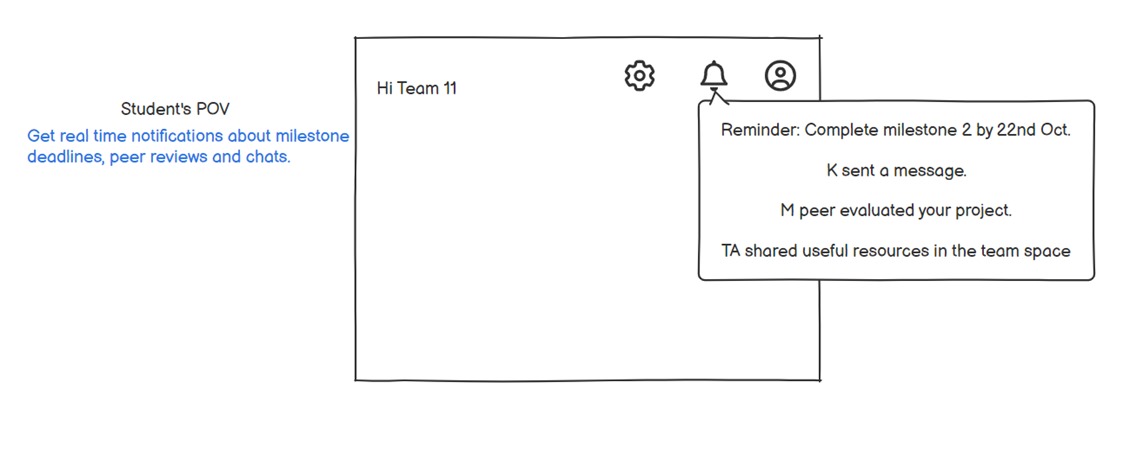 Hi Team 11
Student's POV
Get real time notifications about milestone
deadlines, peer reviews and chats.
Reminder: Complete milestone 2 by 22nd Oct.
K sent a message.
M peer evaluated your project.
TA shared useful resources in the team space